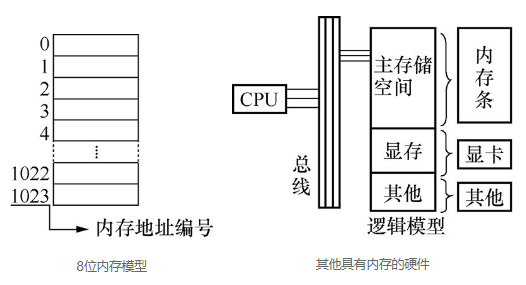 0
1
2
3
4
⋮
1022
1023
内存地址编号
8位内存模型
CPU
总线
主存储
空间
显存
其他
逻辑模型
内存条
显卡
其他
其他具有内存的硬件